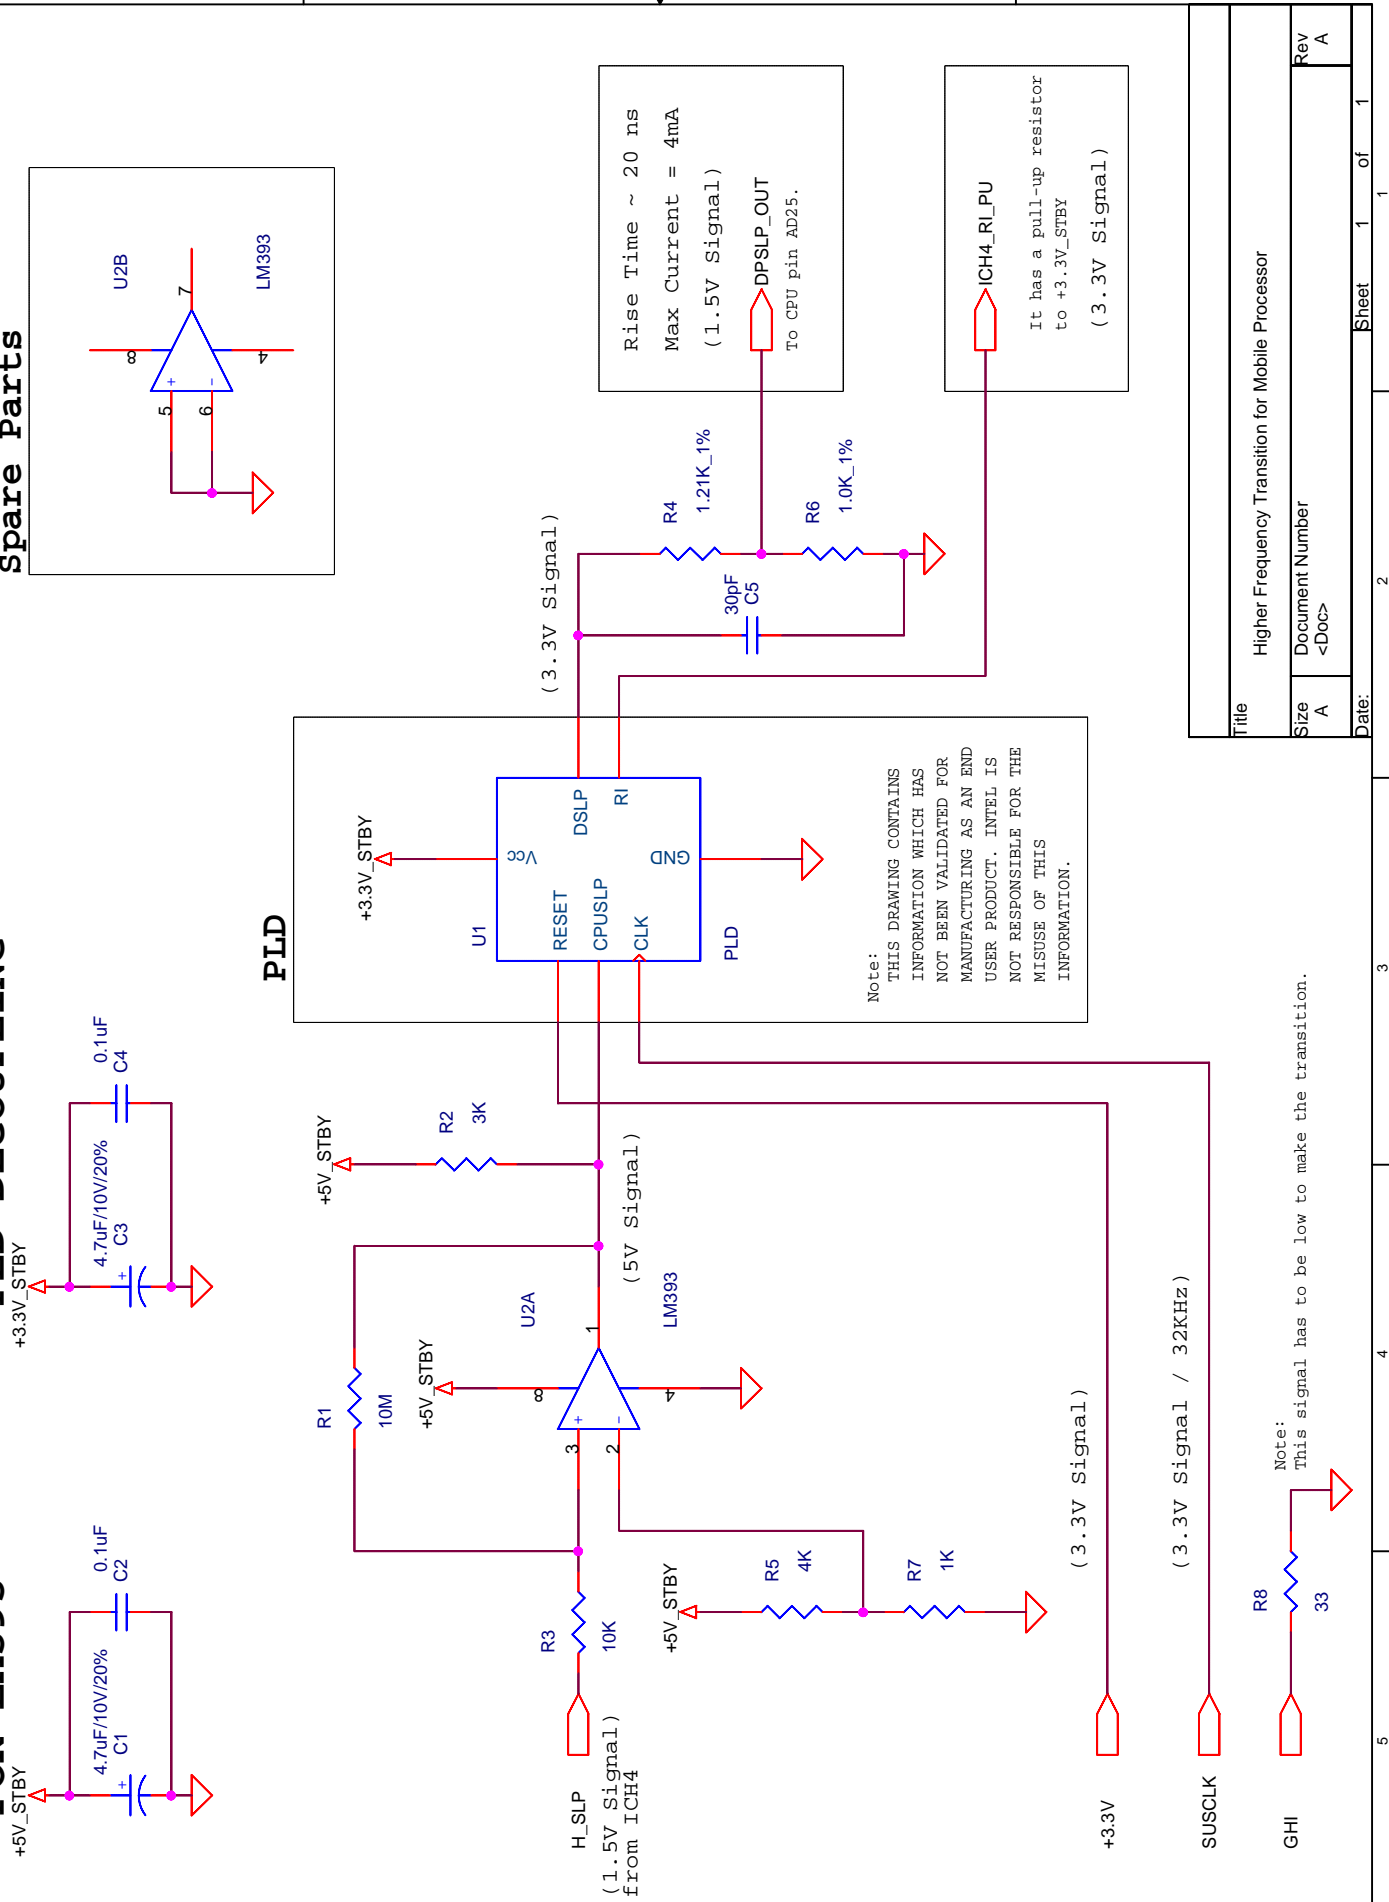 Spare Parts
U2B
LM393
5
6
7
8
4
+
-
+5V_STBY
4.7uF/10V/20%
C1
+
0.1uF
C2
+3.3V_STBY
4.7uF/10V/20%
C3
+
0.1uF
C4
PLD
+3.3V_STBY
U1
RESET
CPUSLP
CLK
Vcc
GND
DSLP
RI
PLD
Note:
THIS DRAWING CONTAINS
INFORMATION WHICH HAS
NOT BEEN VALIDATED FOR
MANUFACTURING AS AN END
USER PRODUCT. INTEL IS
NOT RESPONSIBLE FOR THE
MISUSE OF THIS
INFORMATION.
H_SLP
(1.5V Signal)
from ICH4
R3
10K
R1
10M
+5V_STBY
U2A
LM393
3
2
8
4
1
+
-
+5V_STBY
R2
3K
(5V Signal)
+5V_STBY
R5
4K
R7
1K
+3.3V
(3.3V Signal)
SUSCLK
(3.3V Signal / 32KHz)
GHI
R8
33
Note:
This signal has to be low to make the transition.
(3.3V Signal)
30pF
C5
R4
1.21K_1%
R6
1.0K_1%
Rise Time ~ 20 ns
Max Current = 4mA
(1.5V Signal)
DPSLP_OUT
To CPU pin AD25.
ICH4_RI_PU
It has a pull-up resistor
to +3.3V_STBY
(3.3V Signal)
Title
Higher Frequency Transition for Mobile Processor
Size
A
Document Number
<Doc>
Rev
A
Date:
Sheet
1
of
1
5
4
3
2
1